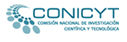 CONICYT
COMISIÓN NACIONAL DE INVESTIGACIÓN
CIENTÍFICA Y TECNOLÓGICA